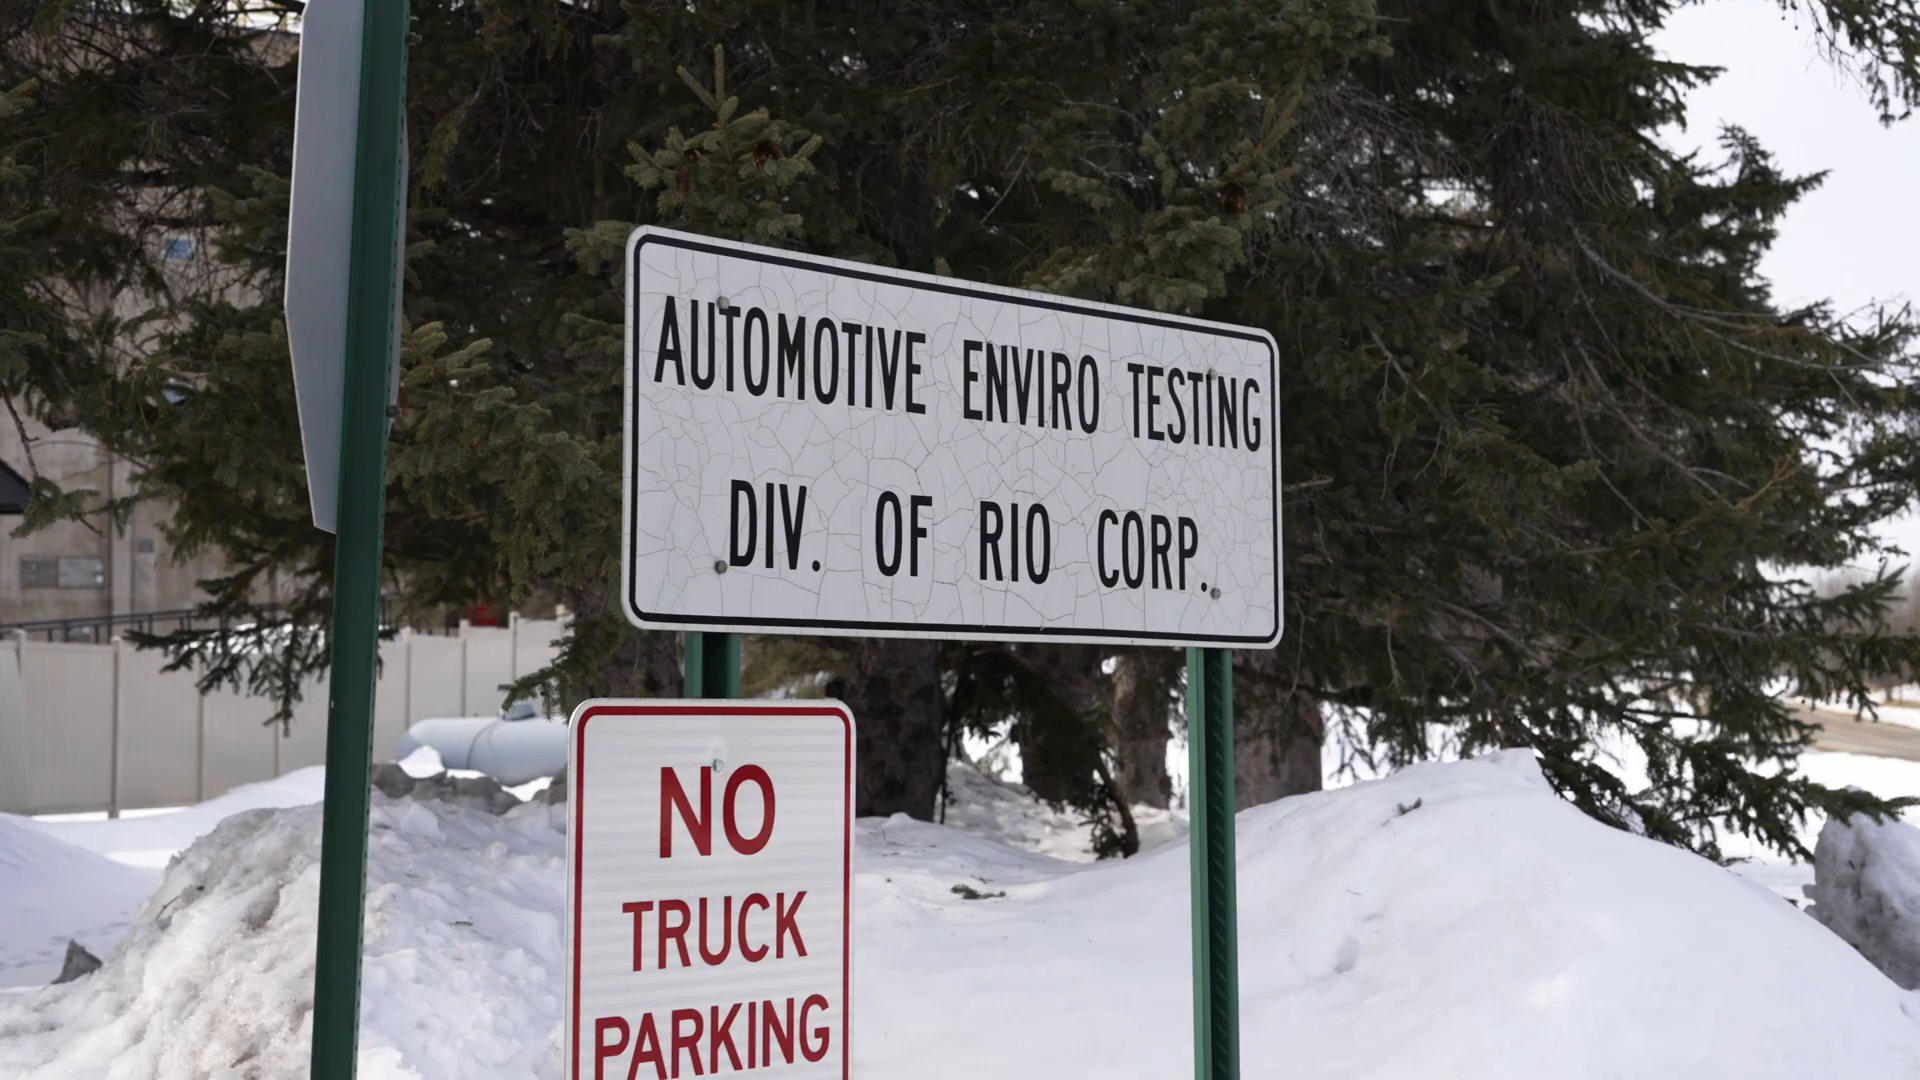 AUTOMOTIVE ENVIRO TESTING
DIV. OF RIO CORP.
NO
TRUCK
PARKING